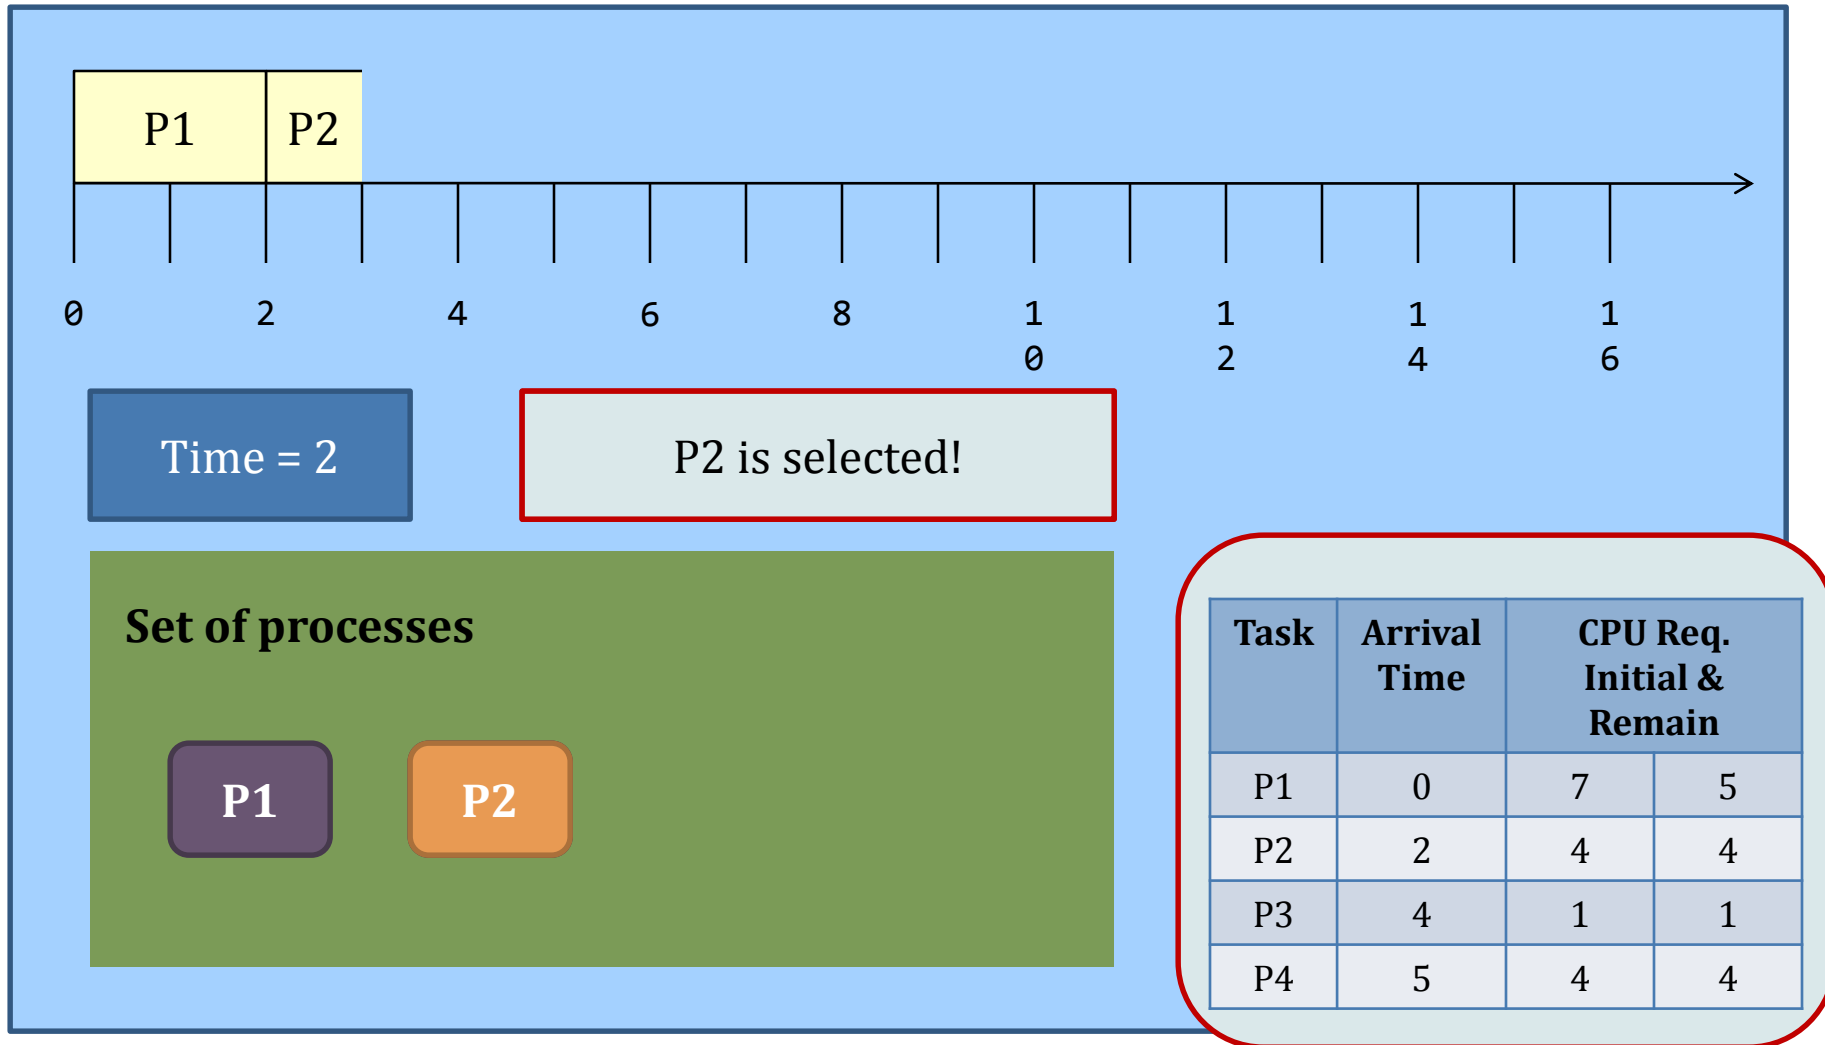 P1 P2
0 2 4 6 8 1 1 1 1
0 2 4 6
Time = 2
P2 is selected!
Set of processes
P1 P2
Task Arrival CPU Req.
Time Initial &
Remain
P1 0 7 5
P2 2 4 4
P3 4 1 1
P4 5 4 4